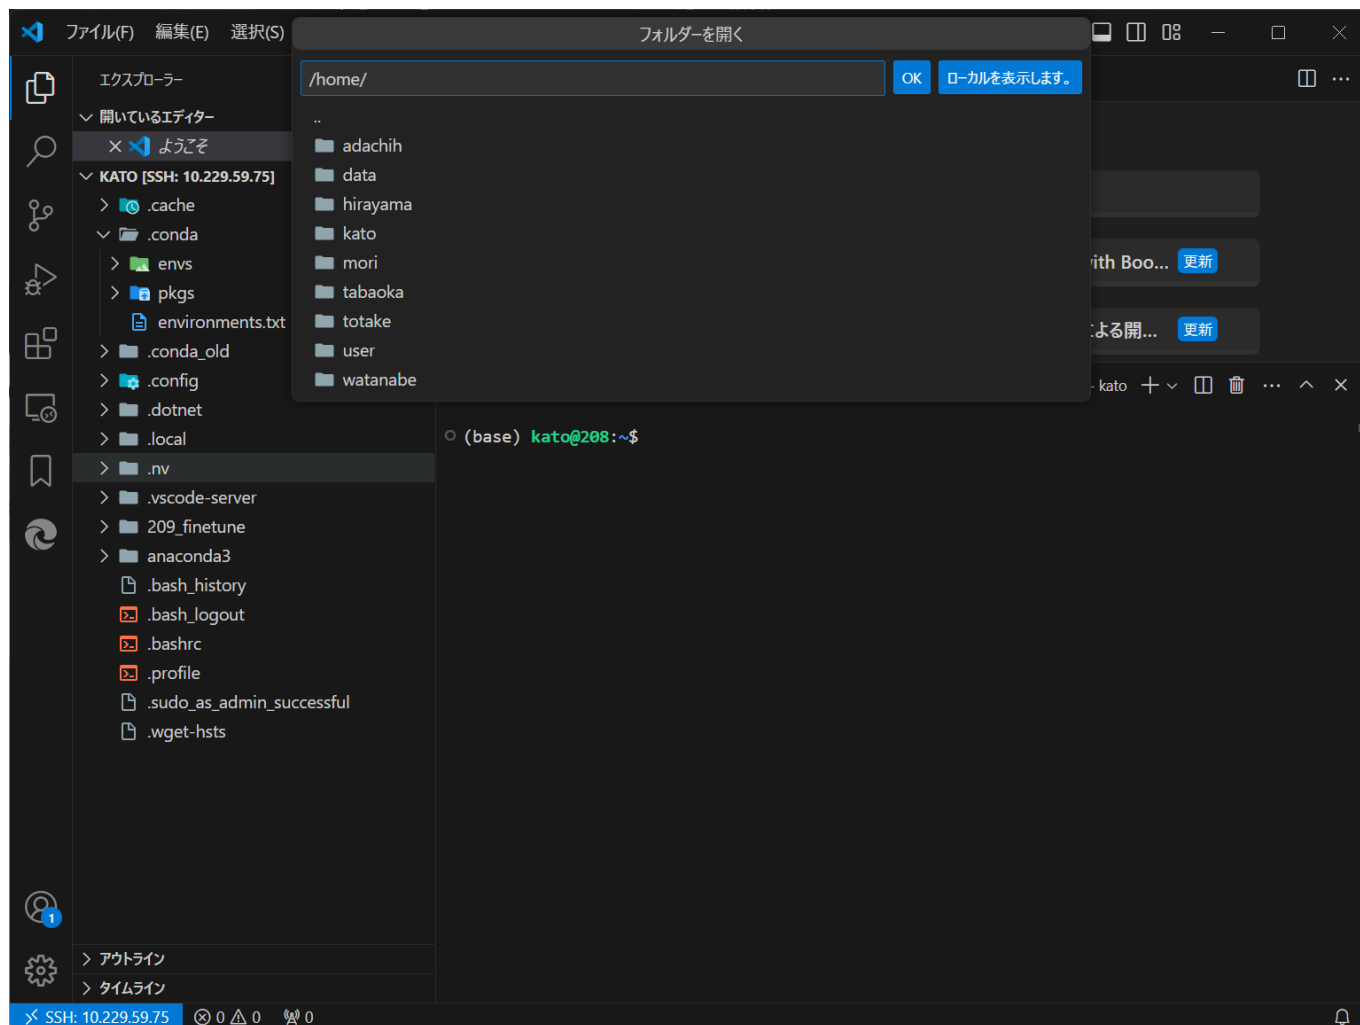 ファイル(F) 編集(E) 選択(S)
フォルダーを開く
/home/
OK
ローカルを表示します。
..
adachih
data
hirayama
kato
mori
tabaoka
totake
user
watanabe
エクスプローラー
開いているエディター
ようこそ
KATO [SSH: 10.229.59.75]
.cache
.conda
envs
pkgs
environments.txt
.conda_old
.config
.dotnet
.local
.nv
.vscode-server
209_finetune
anaconda3
.bash_history
.bash_logout
.bashrc
.profile
.sudo_as_admin_successful
.wget-hsts
with Boo... 更新
による開... 更新
kato
(base) kato@208:~$
1
アウトライン
タイムライン
SSH: 10.229.59.75 0 0 0